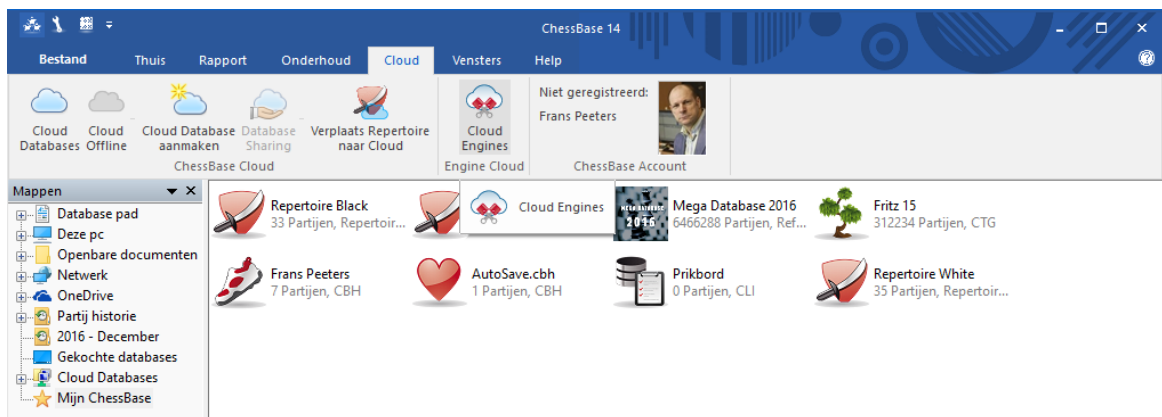 ChessBase 14
Bestand Thuis Rapport Onderhoud Cloud Vensters Help
Cloud Databases
Cloud Offline
Cloud Database aanmaken
Database Sharing
Verplaats Repertoire naar Cloud
ChessBase Cloud
Cloud Engines
Engine Cloud
Niet geregistreerd:
Frans Peeters
ChessBase Account
Mappen
Database pad
Deze pc
Openbare documenten
Netwerk
OneDrive
Partij historie
2016 - December
Gekochte databases
Cloud Databases
Mijn ChessBase
Repertoire Black
33 Partijen, Repertoir...
Cloud Engines
MEGA DATABASE
2016
Mega Database 2016
6466288 Partijen, Ref...
Fritz 15
312234 Partijen, CTG
Frans Peeters
7 Partijen, CBH
AutoSave.cbh
1 Partijen, CBH
Prikbord
0 Partijen, CLI
Repertoire White
35 Partijen, Repertoir...